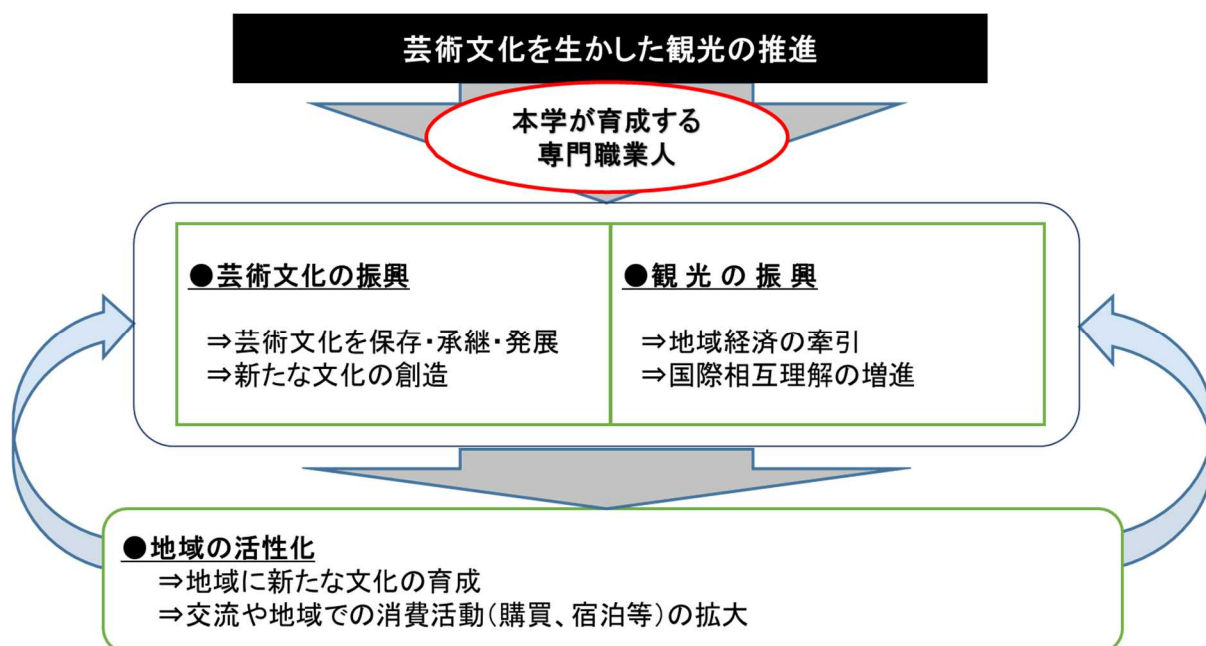 芸術文化を生かした観光の推進
本学が育成する
専門職業人
●芸術文化の振興
⇒芸術文化を保存・承継・発展
⇒新たな文化の創造
●観 光 の 振 興
⇒地域経済の牽引
⇒国際相互理解の増進
●地域の活性化
⇒地域に新たな文化の育成
⇒交流や地域での消費活動（購買、宿泊等）の拡大